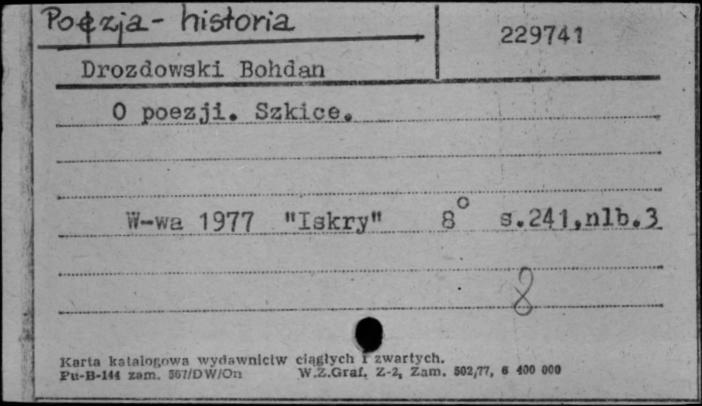 Poezja - historia
229741
Drozdowski Bohdan
O poezji. Szkice.
W-wa 1977 "Iskry" 8° s.241,nlb.3
8
Karta katalogowa wydawnictw ciągłych i zwartych.
Pu-B-144 zam. 567/DW/On W.Z.Graf. Z-2, Zam. 502/77, 6 400 000